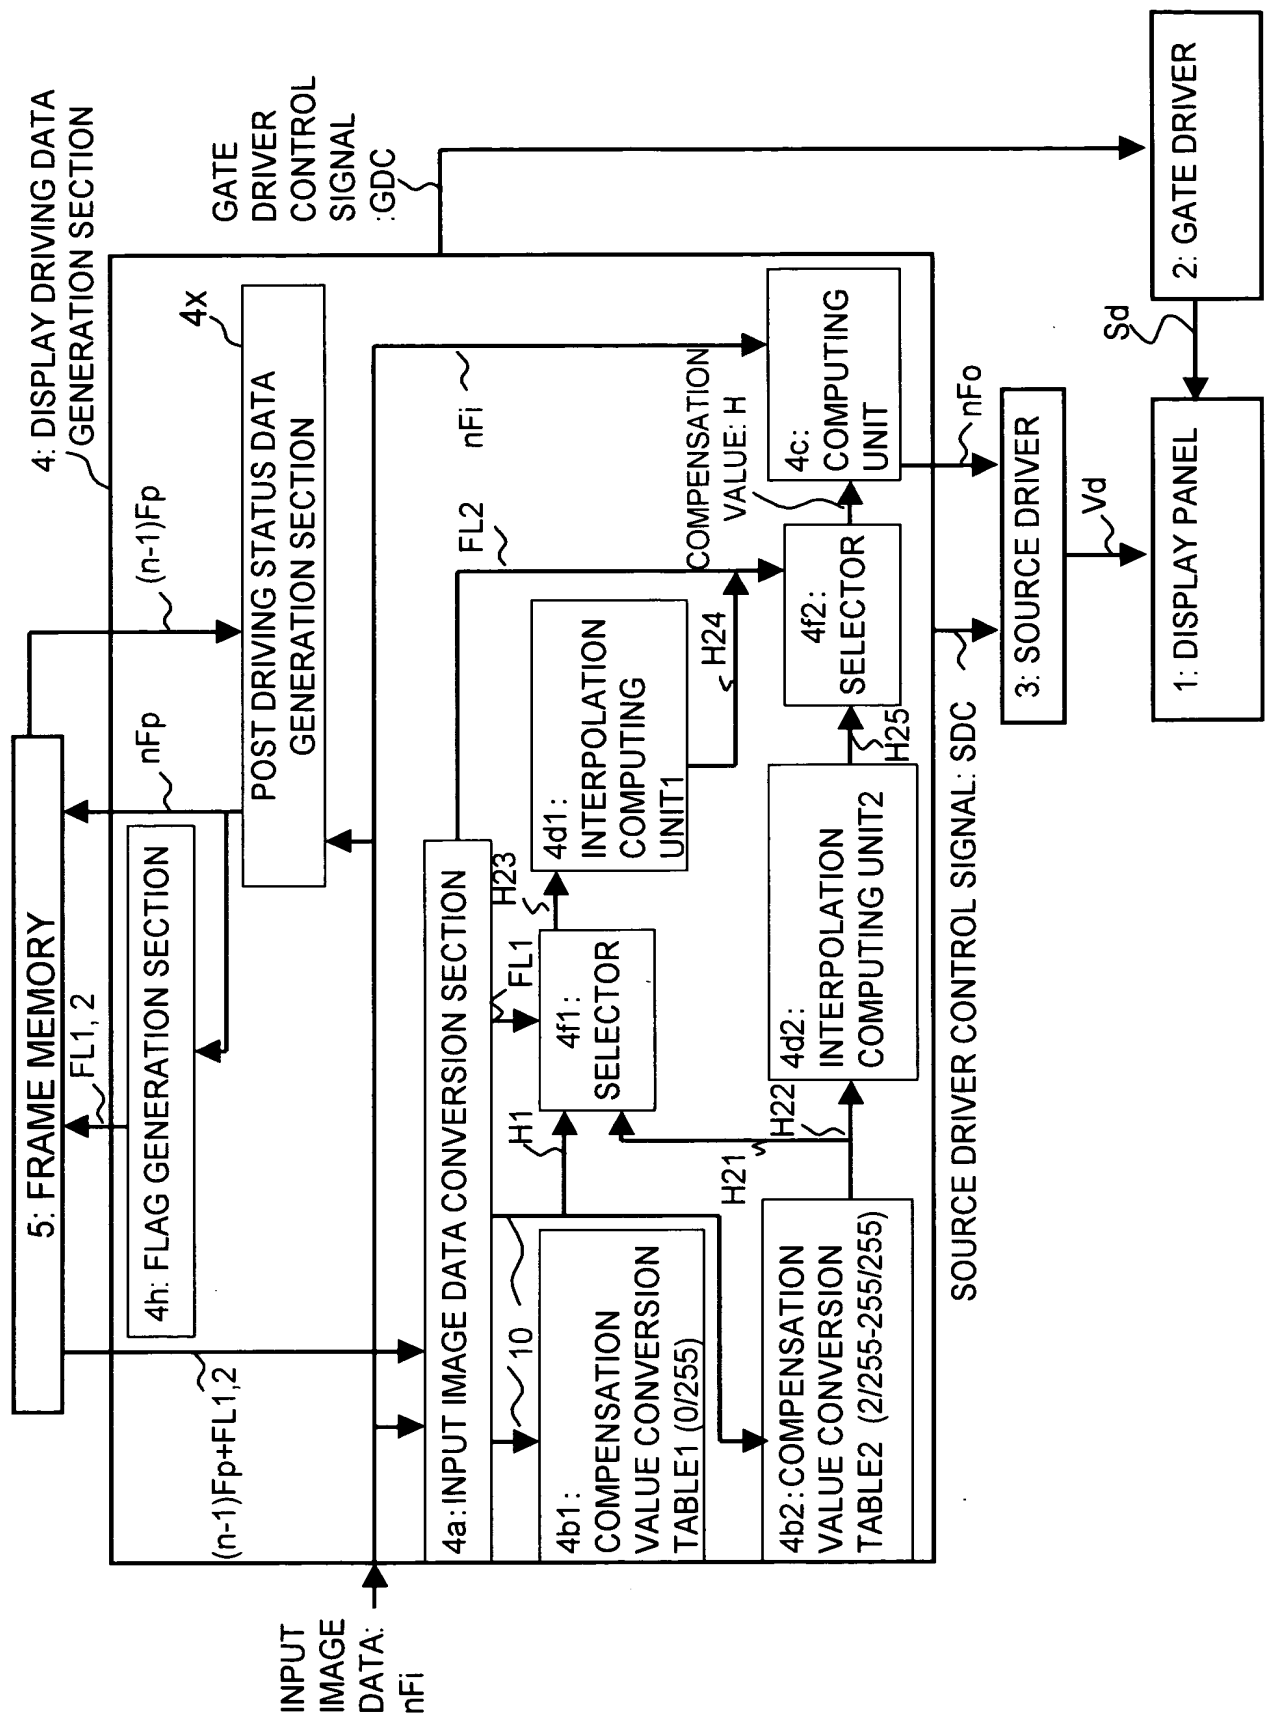 5: FRAME MEMORY
4: DISPLAY DRIVING DATA
GENERATION SECTION
FL1, 2
nFp
(n-1)Fp
(n-1)Fp+FL1,2
4h: FLAG GENERATION SECTION
4x
POST DRIVING STATUS DATA
GENERATION SECTION
GATE
DRIVER
CONTROL
SIGNAL
:GDC
INPUT
IMAGE
DATA:
nFi
4a:INPUT IMAGE DATA CONVERSION SECTION
nFi
10
H1
FL1
H23
FL2
4b1:
COMPENSATION
VALUE CONVERSION
TABLE1 (0/255)
4f1:
SELECTOR
4d1:
INTERPOLATION
COMPUTING
UNIT1
H24
COMPENSATION
VALUE: H
H21
H22
H25
4b2:COMPENSATION
VALUE CONVERSION
TABLE2 (2/255-255/255)
4d2:
INTERPOLATION
COMPUTING UNIT2
4f2:
SELECTOR
4c:
COMPUTING
UNIT
SOURCE DRIVER CONTROL SIGNAL: SDC
nFo
3: SOURCE DRIVER
Vd
Sd
1: DISPLAY PANEL
2: GATE DRIVER